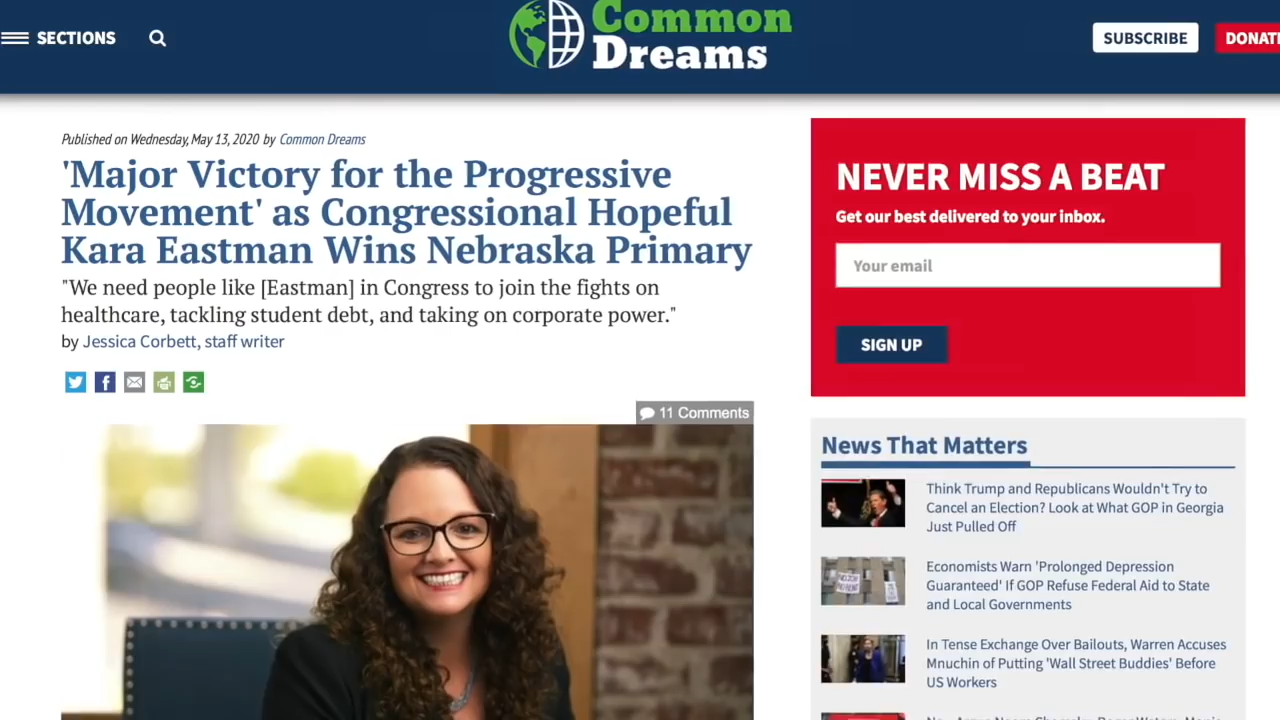 SECTIONS
Common
Dreams
SUBSCRIBE
DONAT
Published on Wednesday, May 13, 2020 by Common Dreams
'Major Victory for the Progressive
Movement' as Congressional Hopeful
Kara Eastman Wins Nebraska Primary
"We need people like [Eastman] in Congress to join the fights on
healthcare, tackling student debt, and taking on corporate power."
by Jessica Corbett, staff writer
11 Comments
NEVER MISS A BEAT
Get our best delivered to your inbox.
Your email
SIGN UP
News That Matters
Think Trump and Republicans Wouldn't Try to
Cancel an Election? Look at What GOP in Georgia
Just Pulled Off
Economists Warn 'Prolonged Depression
Guaranteed' If GOP Refuse Federal Aid to State
and Local Governments
In Tense Exchange Over Bailouts, Warren Accuses
Mnuchin of Putting 'Wall Street Buddies' Before
US Workers